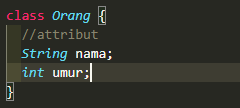 class Orang {
//attribut
String nama;
int umur;
}